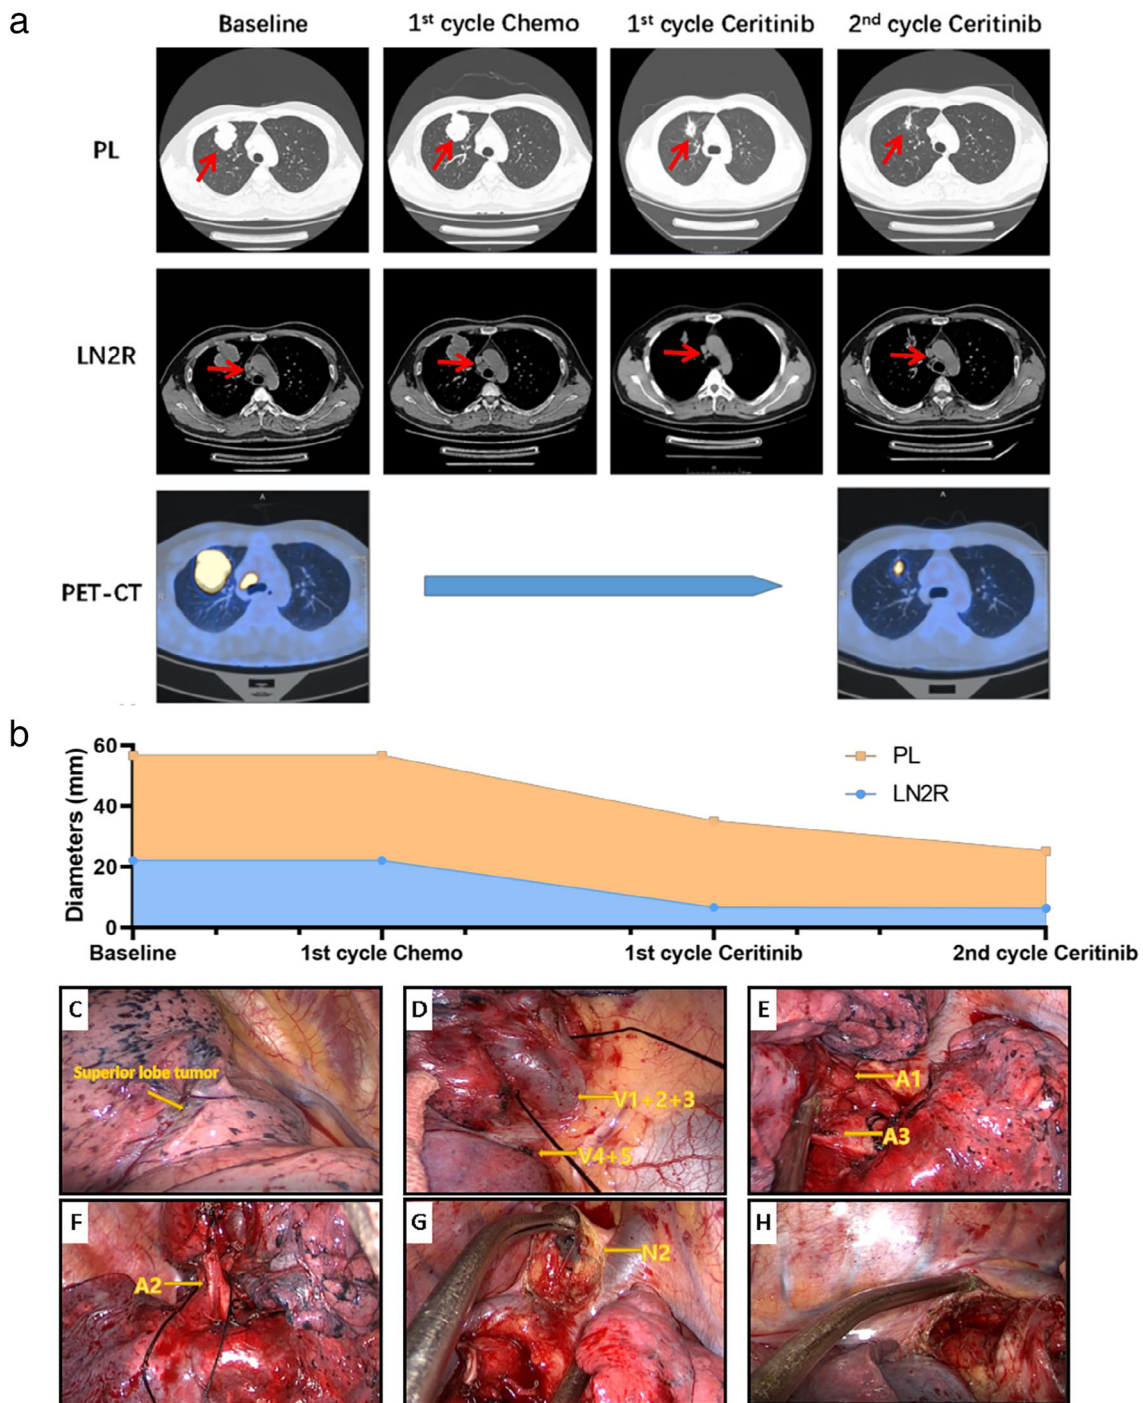 a
Baseline 1st cycle Chemo 1st cycle Ceritinib 2nd cycle Ceritinib
PL
LN2R
A A
PET-CT
b
60
40
20
0
Diameters (mm)
PL
LN2R
Baseline 1st cycle Chemo 1st cycle Ceritinib 2nd cycle Ceritinib
C D E
Superior lobe tumor
V1+2+3
V4+5
A1
A3
F G H
A2
N2